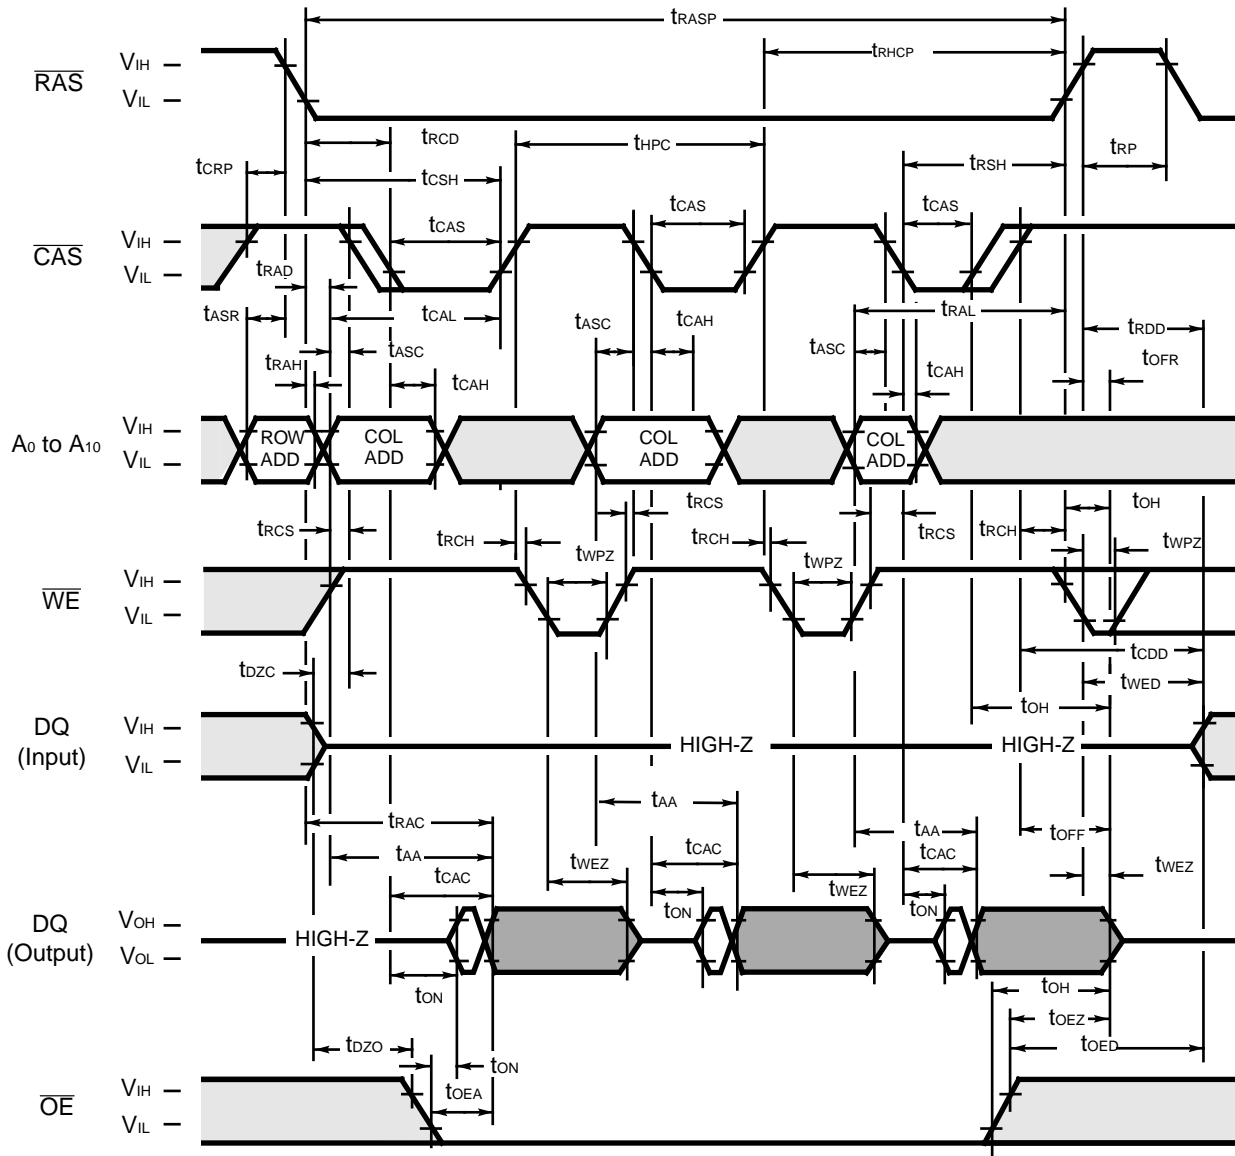 tRASP
VIH
tRHCP
RAS
VIL
tRCD
tHPC
tCRP
tRSH
tRP
tCSH
tCAS
tCAS
tCAS
VIH
CAS
VIL
tRAD
tASR
tCAL
tASC
tCAH
tRAL
tRDD
tRAH
tASC
tASC
tOFR
tCAH
tCAH
A0 to A10
VIH
VIL
ROW ADD
COL ADD
COL ADD
COL ADD
tRCS
tOH
tRCS
tRCH
tWPZ
tRCH
tWPZ
tRCS
tRCH
tWPZ
VIH
WE
VIL
tCDD
tDZC
tWED
tOH
DQ
(Input)
VIH
VIL
HIGH-Z
HIGH-Z
tAA
tRAC
tAA
tOFF
tAA
tCAC
tCAC
tCAC
tWEZ
tWEZ
tWEZ
tON
tON
DQ
(Output)
VOH
VOL
HIGH-Z
tON
tOH
tOEZ
tDZO
tON
tOED
tOEA
VIH
OE
VIL